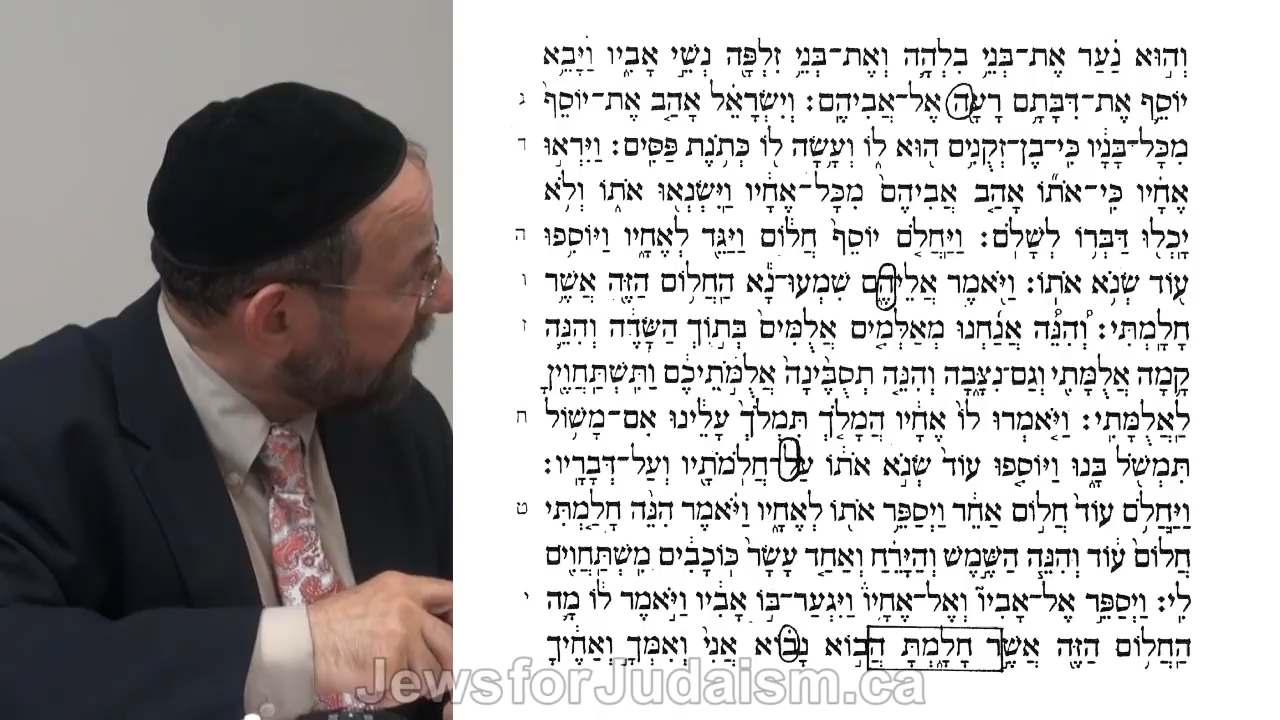 וְה֣וּא נַ֗עַר אֶת־בְּנֵ֥י בִלְהָ֛ה וְאֶת־בְּנֵ֥י זִלְפָּ֖ה נְשֵׁ֣י אָבִ֑יו וַיָּבֵ֥א
ג יוֹסֵ֛ף אֶת־דִּבָּתָ֥ם רָעָ֖ה אֶל־אֲבִיהֶֽם׃ וְיִשְׂרָאֵ֗ל אָהַ֤ב אֶת־יוֹסֵף֙
ד מִכָּל־בָּנָ֔יו כִּֽי־בֶן־זְקֻנִ֥ים ה֖וּא ל֑וֹ וְעָ֥שָׂה ל֖וֹ כְּתֹ֥נֶת פַּסִּֽים׃ וַיִּרְא֣וּ
אֶחָ֗יו כִּֽי־אֹת֞וֹ אָהַ֤ב אֲבִיהֶם֙ מִכָּל־אֶחָ֔יו וַֽיִּשְׂנְא֖וּ אֹת֑וֹ וְלֹ֥א
ה יָכְל֖וּ דַּבְּר֥וֹ לְשָׁלֹֽם׃ וַיַּחֲלֹ֤ם יוֹסֵף֙ חֲל֔וֹם וַיַּגֵּ֖ד לְאֶחָ֑יו וַיּוֹסִ֥פוּ
ו ע֖וֹד שְׂנֹ֥א אֹתֽוֹ׃ וַיֹּ֖אמֶר אֲלֵיהֶ֑ם שִׁמְעוּ־נָ֕א הַחֲל֥וֹם הַזֶּ֖ה אֲשֶׁ֥ר
ז חָלָֽמְתִּי׃ וְ֠הִנֵּ֠ה אֲנַ֜חְנוּ מְאַלְּמִ֤ים אֲלֻמִּים֙ בְּת֣וֹךְ הַשָּׂדֶ֔ה וְהִנֵּ֛ה
קָ֥מָה אֲלֻמָּתִ֖י וְגַם־נִצָּ֑בָה וְהִנֵּ֤ה תְסֻבֶּ֙ינָה֙ אֲלֻמֹּ֣תֵיכֶ֔ם וַתִּֽשְׁתַּחֲוֶ֖יןָ
ח לַאֲלֻמָּתִֽי׃ וַיֹּ֤אמְרוּ לוֹ֙ אֶחָ֔יו הֲמָלֹ֤ךְ תִּמְלֹךְ֙ עָלֵ֔ינוּ אִם־מָשׁ֥וֹל
תִּמְשֹׁ֖ל בָּ֑נוּ וַיּוֹסִ֤פוּ עוֹד֙ שְׂנֹ֣א אֹת֔וֹ עַל־חֲלֹמֹתָ֖יו וְעַל־דְּבָרָֽיו׃
ט וַיַּחֲלֹ֥ם עוֹד֙ חֲל֣וֹם אַחֵ֔ר וַיְסַפֵּ֥ר אֹת֖וֹ לְאֶחָ֑יו וַיֹּ֗אמֶר הִנֵּ֨ה חָלַ֤מְתִּי
חֲלוֹם֙ ע֔וֹד וְהִנֵּ֧ה הַשֶּׁ֣מֶשׁ וְהַיָּרֵ֗חַ וְאַחַ֤ד עָשָׂר֙ כּֽוֹכָבִ֔ים מִֽשְׁתַּחֲוִ֖ים
י לִֽי׃ וַיְסַפֵּ֣ר אֶל־אָבִיו֮ וְאֶל־אֶחָיו֒ וַיִּגְעַר־בּ֣וֹ אָבִ֔יו וַיֹּ֣אמֶר ל֔וֹ מָ֛ה
הַחֲל֥וֹם הַזֶּ֖ה אֲשֶׁ֣ר חָלָ֑מְתָּ הֲב֣וֹא נָב֗וֹא אֲנִי֙ וְאִמְּךָ֣ וְאַחֶ֔יךָ
JewsforJudaism.ca